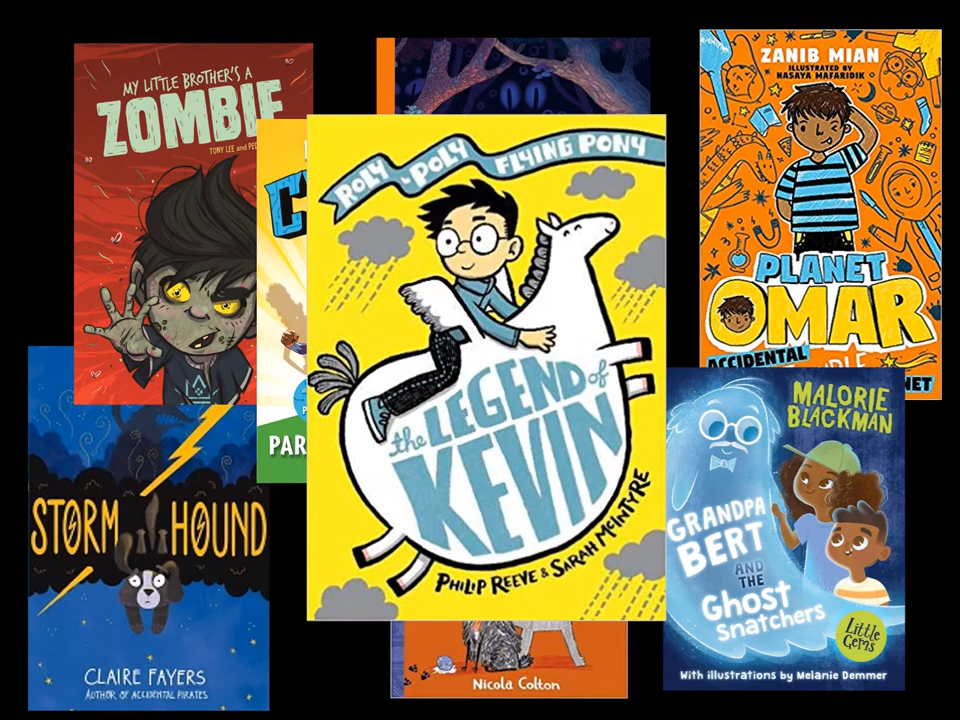 MY LITTLE BROTHER'S A
ZOMBIE
TONY LEE and
PAR
STORM HOUND
CLAIRE FAYERS
AUTHOR OF ACCIDENTAL PIRATES
ROLY POLY FLYING PONY
the LEGEND of
KEVIN
PHILIP REEVE & SARAH MCINTYRE
Nicola Colton
ZANIB MIAN
ILLUSTRATED BY
NASAYA MAFARIDIK
PLANET
OMAR
ACCIDENTAL
MALORIE
BLACKMAN
GRANDPA
BERT
AND
THE
Ghost
Snatchers
Little
Gems
With illustrations by Melanie Demmer